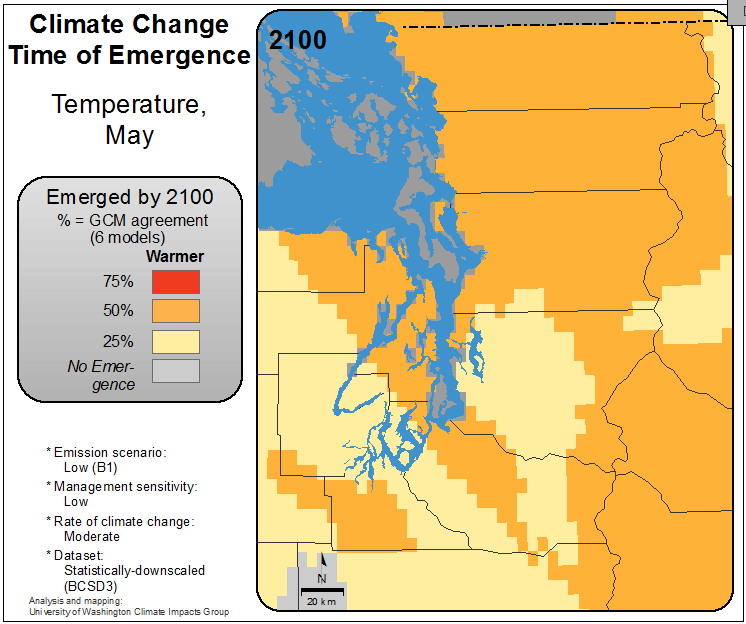 Climate Change
Time of Emergence
Temperature,
May
Emerged by 2100
% = GCM agreement
(6 models)
Warmer
75%
50%
25%
No Emer-
gence
* Emission scenario:
Low (B1)
* Management sensitivity:
Low
* Rate of climate change:
Moderate
* Dataset:
Statistically-downscaled
(BCSD3)
Analysis and mapping:
University of Washington Climate Impacts Group
2100
N
20 km